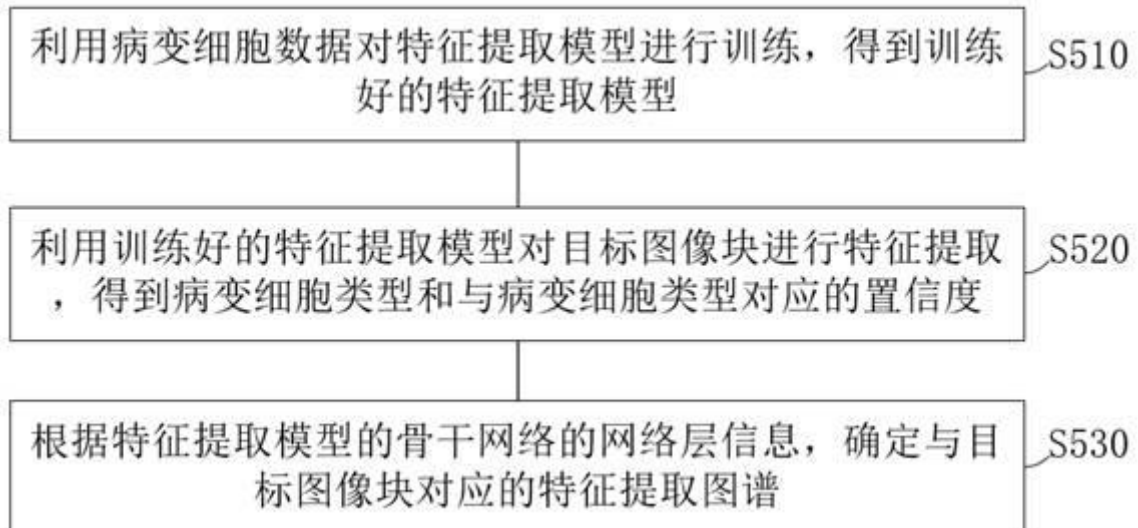 利用病变细胞数据对特征提取模型进行训练，得到训练
好的特征提取模型
S510
利用训练好的特征提取模型对目标图像块进行特征提取
，得到病变细胞类型和与病变细胞类型对应的置信度
S520
根据特征提取模型的骨干网络的网络层信息，确定与目
标图像块对应的特征提取图谱
S530